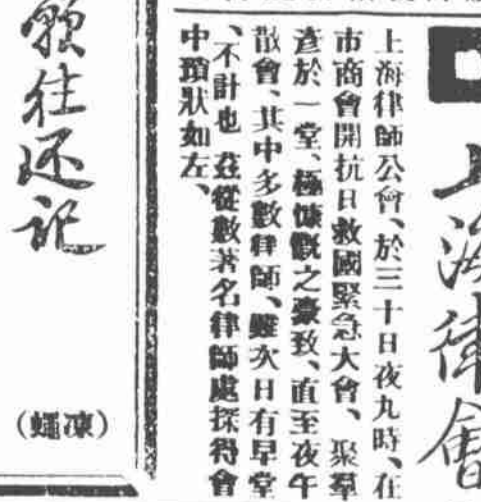 上海律會
上海律師公會、於三十日夜九時、在
市商會開抗日救國緊急大會、聚羣
彥於一堂、極慷慨之豪致、直至夜午
散會、其中多數律師、雖次日有早堂
、不計也 茲從數著名律師處探得會
中瑣狀如左、
往还記
（凍蠅）